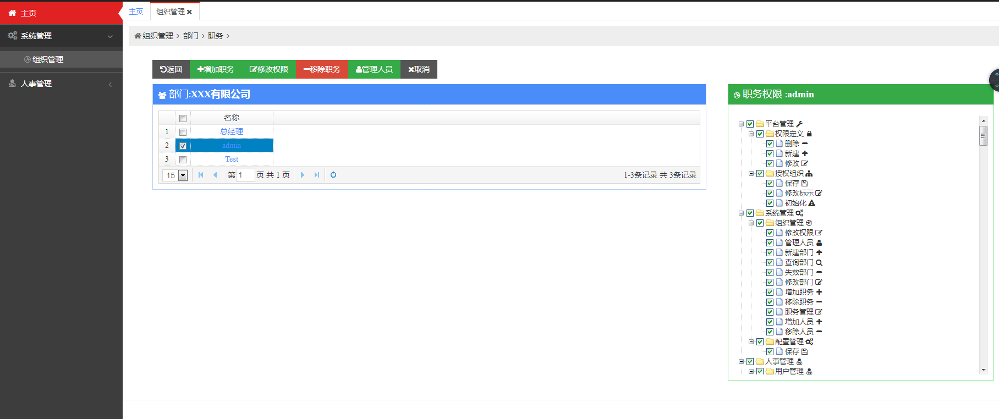 主页
系统管理
组织管理
人事管理
主页 组织管理
组织管理 > 部门 > 职务 >
返回 增加职务 修改权限 移除职务 管理人员 取消
部门:XXX有限公司
名称
1 总经理
2 admin
3 Test
15 第 1 页 共 1 页 1-3条记录 共 3条记录
职务权限 :admin
平台管理
权限定义
删除
新建
修改
授权组织
保存
修改标示
初始化
系统管理
组织管理
修改权限
管理人员
新建部门
查询部门
失效部门
修改部门
增加职务
移除职务
职务管理
增加人员
移除人员
配置管理
保存
人事管理
用户管理